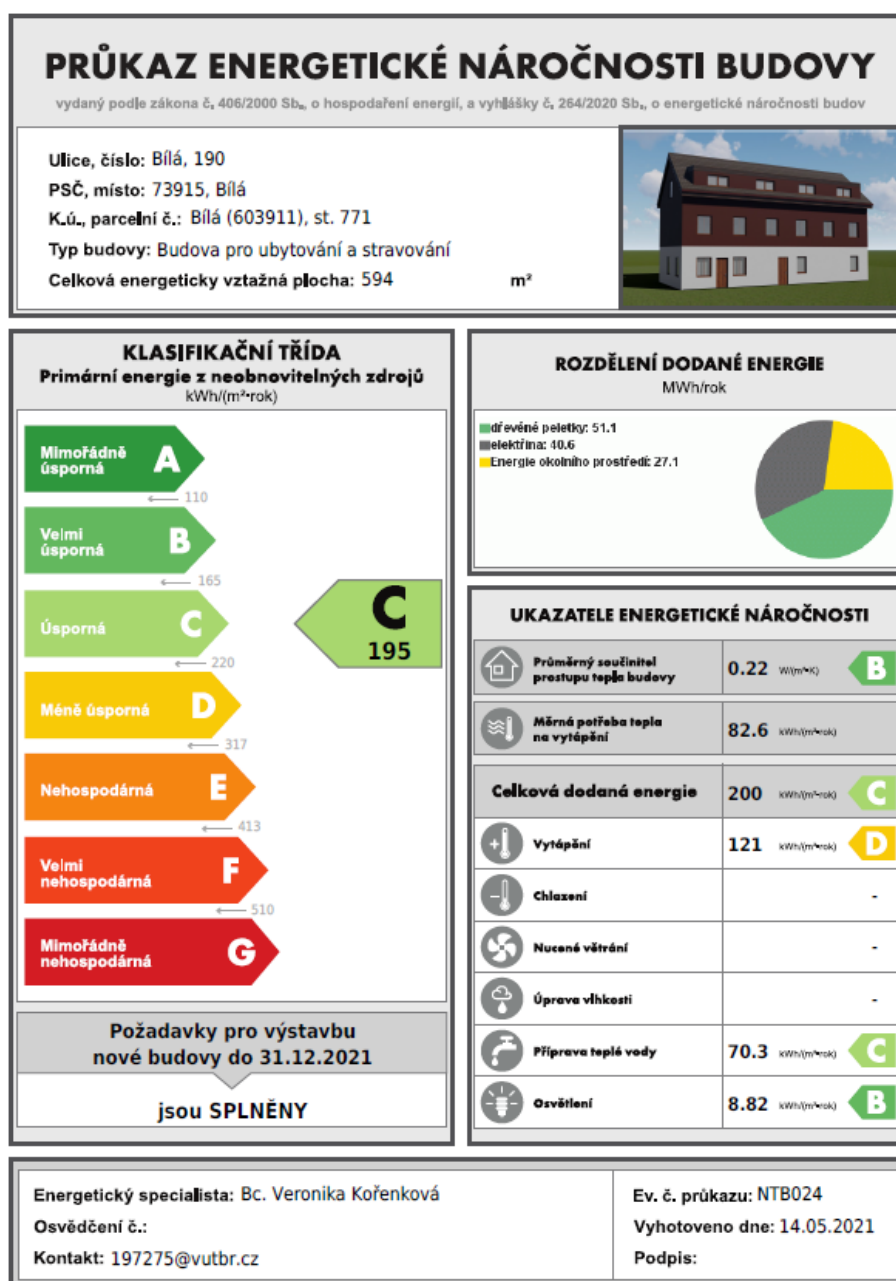 PRŮKAZ ENERGETICKÉ NÁROČNOSTI BUDOVY
vydaný podle zákona č. 406/2000 Sb., o hospodaření energií, a vyhlášky č. 264/2020 Sb., o energetické náročnosti budov
Ulice, číslo: Bílá, 190
PSČ, místo: 73915, Bílá
K.ú., parcelní č.: Bílá (603911), st. 771
Typ budovy: Budova pro ubytování a stravování
Celková energeticky vztažná plocha: 594 m²
KLASIFIKAČNÍ TŘÍDA
Primární energie z neobnovitelných zdrojů
kWh/(m²•rok)
Mimořádně úsporná A
110
Velmi úsporná B
165
Úsporná C
220
Méně úsporná D
317
Nehospodárná E
413
Velmi nehospodárná F
510
Mimořádně nehospodárná G
C
195
Požadavky pro výstavbu
nové budovy do 31.12.2021
jsou SPLNĚNY
ROZDĚLENÍ DODANÉ ENERGIE
MWh/rok
dřevěné peletky: 51.1
elektřina: 40.6
Energie okolního prostředí: 27.1
UKAZATELE ENERGETICKÉ NÁROČNOSTI
Průměrný součinitel prostupu tepla budovy 0.22 W/(m²•K) B
Měrná potřeba tepla na vytápění 82.6 kWh/(m²•rok)
Celková dodaná energie 200 kWh/(m²•rok) C
Vytápění 121 kWh/(m²•rok) D
Chlazení -
Nucené větrání -
Úprava vlhkosti -
Příprava teplé vody 70.3 kWh/(m²•rok) C
Osvětlení 8.82 kWh/(m²•rok) B
Energetický specialista: Bc. Veronika Kořenková
Osvědčení č.:
Kontakt: 197275@vutbr.cz
Ev. č. průkazu: NTB024
Vyhotoveno dne: 14.05.2021
Podpis: